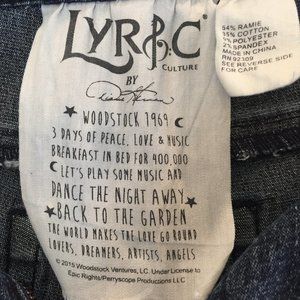 LYRIC
CULTURE
BY
WOODSTOCK 1969
3 DAYS OF PEACE, LOVE & MUSIC
BREAKFAST IN BED FOR 400,000
LET'S PLAY SOME MUSIC AND
DANCE THE NIGHT AWAY
BACK TO THE GARDEN
THE WORLD MAKES THE LOVE GO ROUND
LOVERS, DREAMERS, ARTISTS, ANGELS
© 2015 Woodstock Ventures, LC. Under License to
Epic Rights/Perryscope Productions LLC
RAMIE
COTTON
POLYESTER
2% SPANDEX
MADE IN CHINA
RN 92109
SEE REVERSE SIDE
FOR CARE